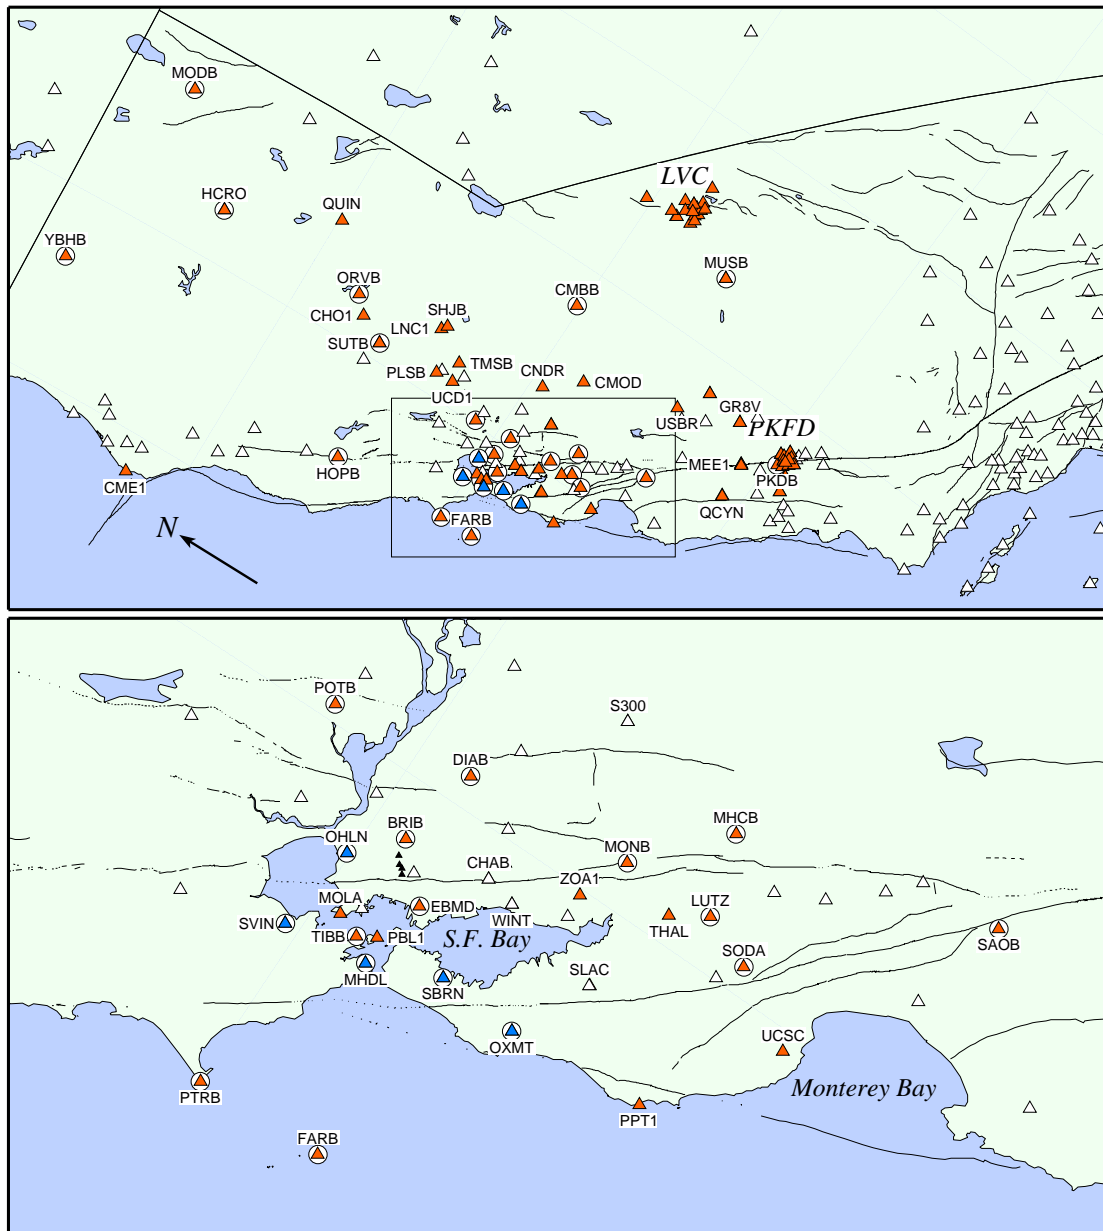 MODB
LVC
HCRO
QUIN
YBHB
MUSB
ORVB
CMBB
CHO1
SHJB
LNC1
SUTB
TMSB
PLSB
CNDR
CMOD
UCD1
GR8V
USBR
PKFD
MEE1
HOPB
PKDB
CME1
QCYN
FARB
N
POTB
S300
DIAB
MHCB
BRIB
OHLN
MONB
CHAB
ZOA1
MOLA
LUTZ
EBMD
WINT
SVIN
THAL
TIBB
PBL1
S.F. Bay
SAOB
SODA
MHDL
SLAC
SBRN
UCSC
OXMT
Monterey Bay
PTRB
PPT1
FARB